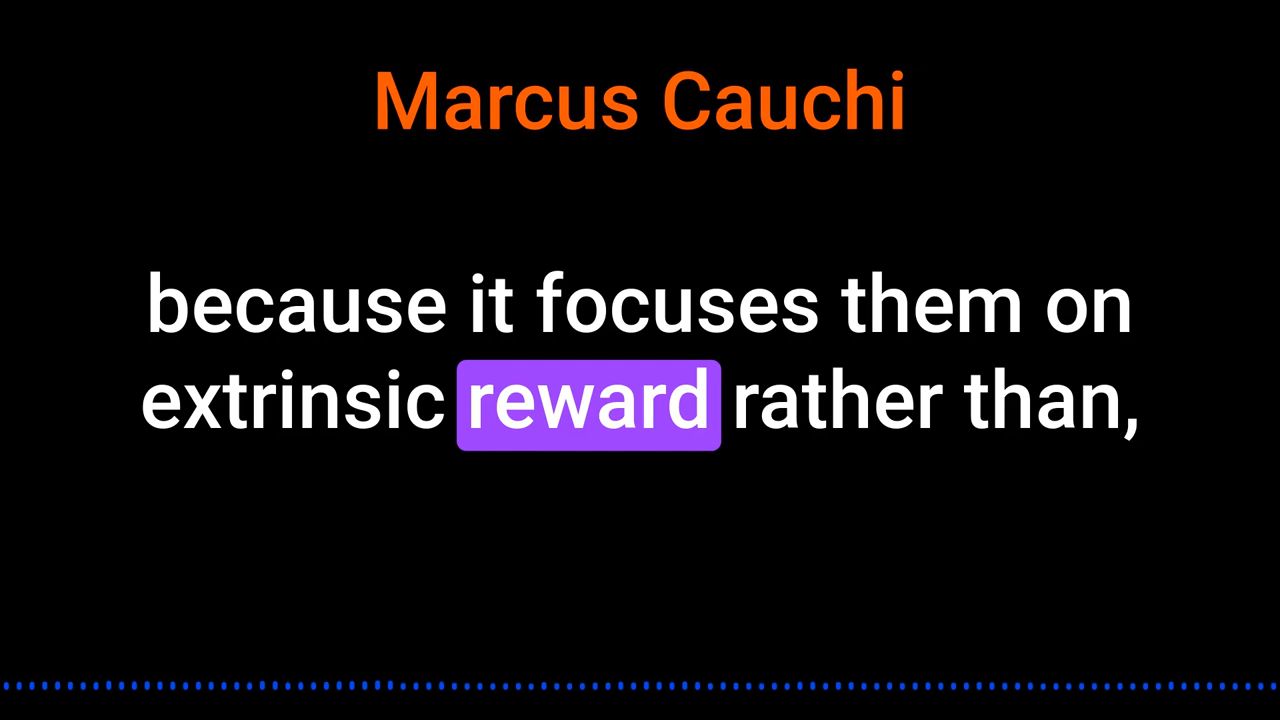 Marcus Cauchi
because it focuses them on
extrinsic reward rather than,